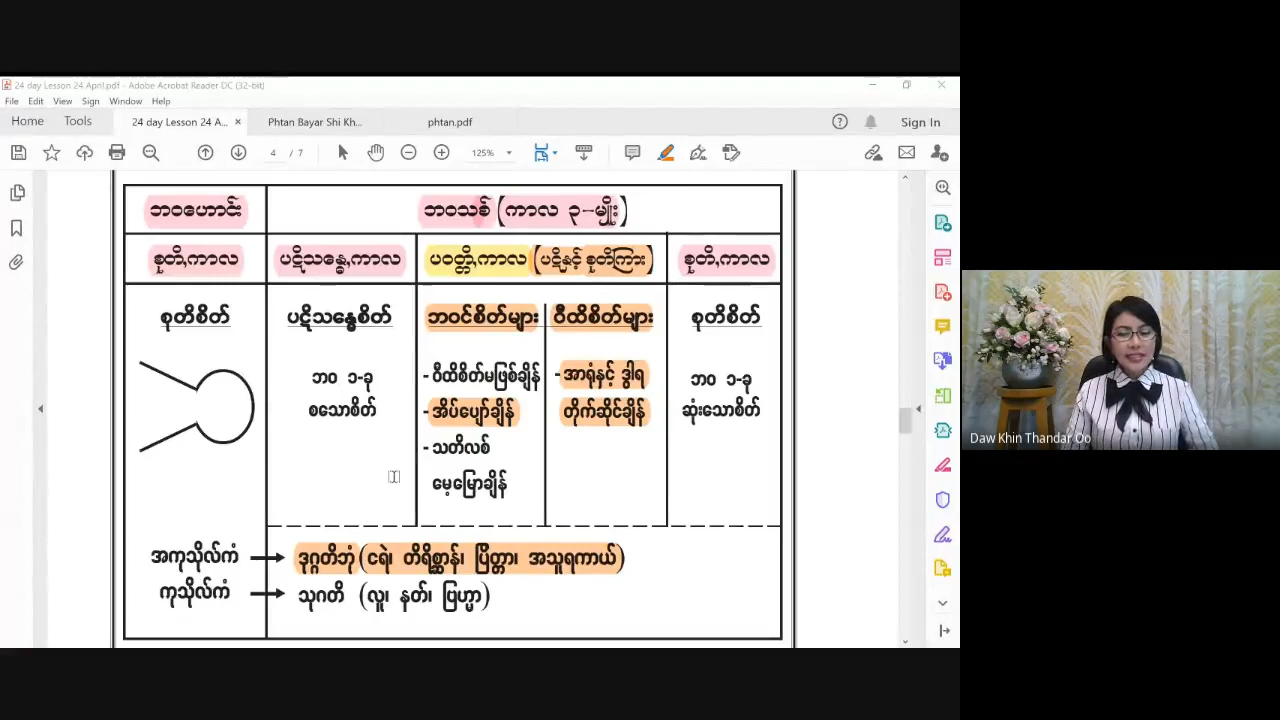 24 day Lesson 24 April.pdf - Adobe Acrobat Reader DC (32-bit)
File Edit View Sign Window Help
Home Tools 24 day Lesson 24 A... × Phtan Bayar Shi Kh... phtan.pdf Sign In
4 / 7 125%
ဘဝဟောင်း ဘဝသစ် (ကာလ ၃-မျိုး)
စုတိ,ကာလ ပဋိသန္ဓေ,ကာလ ပဝတ္တိ,ကာလ (ပဋိနှင့် စုတိကြား) စုတိ,ကာလ
စုတိစိတ် ပဋိသန္ဓေစိတ် ဘဝင်စိတ်များ ဝီထိစိတ်များ စုတိစိတ်
ဘဝ ၁-ခု - ဝီထိစိတ်မဖြစ်ချိန် - အာရုံနှင့် ဒွါရ ဘဝ ၁-ခု
စသောစိတ် - အိပ်ပျော်ချိန် တိုက်ဆိုင်ချိန် ဆုံးသောစိတ်
- သတိလစ်
မေ့မြောချိန်
အကုသိုလ်ကံ → ဒုဂ္ဂတိဘုံ (ငရဲ၊ တိရိစ္ဆာန်၊ ပြိတ္တာ၊ အသူရကာယ်)
ကုသိုလ်ကံ → သုဂတိ (လူ၊ နတ်၊ ဗြဟ္မာ)
Daw Khin Thandar Oo